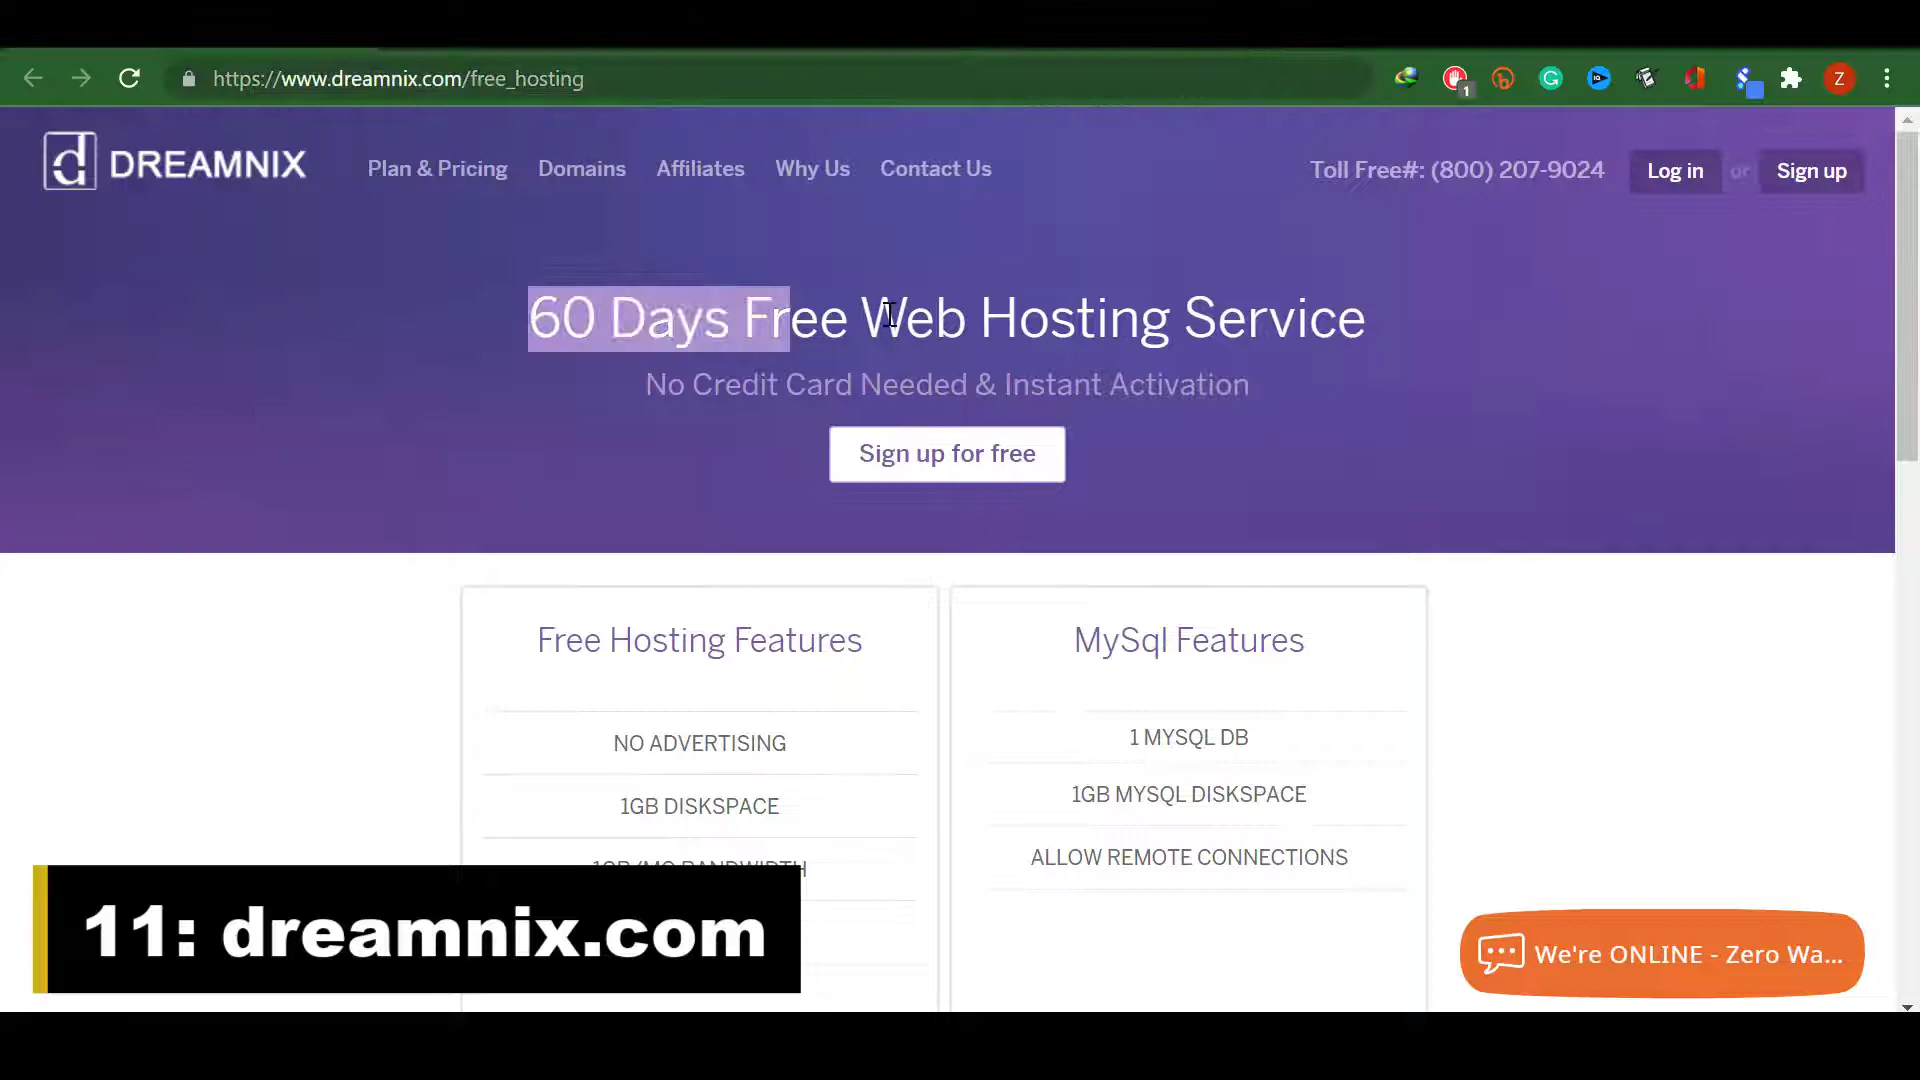 https://www.dreamnix.com/free_hosting
1
Z
d DREAMNIX
Plan & Pricing
Domains
Affiliates
Why Us
Contact Us
Toll Free#: (800) 207-9024
Log in
or
Sign up
60 Days Free Web Hosting Service
No Credit Card Needed & Instant Activation
Sign up for free
Free Hosting Features
NO ADVERTISING
1GB DISKSPACE
MySql Features
1 MYSQL DB
1GB MYSQL DISKSPACE
ALLOW REMOTE CONNECTIONS
11: dreamnix.com
We're ONLINE - Zero Wa...